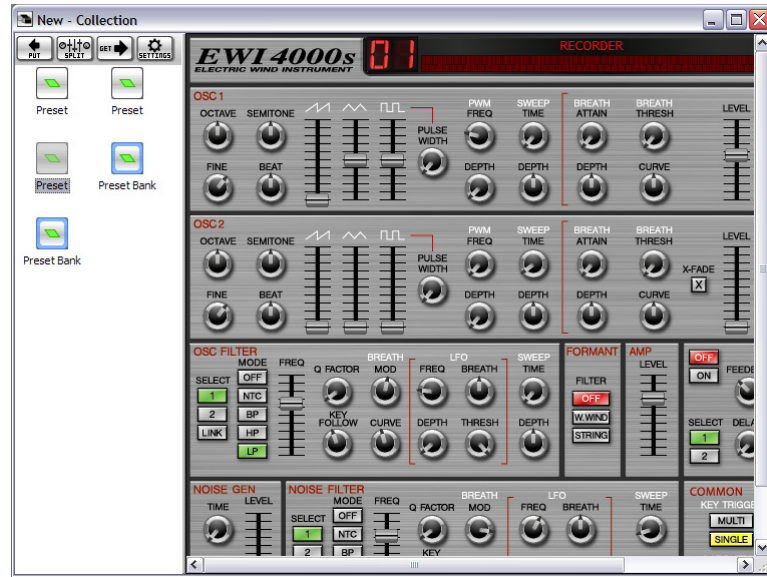 New - Collection
PUT SPLIT GET SETTINGS
Preset Preset
Preset Preset Bank
Preset Bank
EWI 4000s
ELECTRIC WIND INSTRUMENT
01
RECORDER
OSC 1
OCTAVE SEMITONE
PULSE WIDTH
PWM FREQ
SWEEP TIME
BREATH ATTAIN
BREATH THRESH
LEVEL
FINE BEAT DEPTH DEPTH DEPTH CURVE
OSC 2
OCTAVE SEMITONE
PULSE WIDTH
PWM FREQ
SWEEP TIME
BREATH ATTAIN
BREATH THRESH
X-FADE
X
LEVEL
FINE BEAT DEPTH DEPTH DEPTH CURVE
OSC FILTER
SELECT
1
2
LINK
MODE
OFF
NTC
BP
HP
LP
FREQ
Q FACTOR
BREATH MOD
KEY FOLLOW
CURVE
LFO
FREQ BREATH
DEPTH THRESH
SWEEP TIME
DEPTH
FORMANT
FILTER
OFF
W.WIND
STRING
AMP
LEVEL
OFF
ON
SELECT
1
2
NOISE GEN
TIME LEVEL
NOISE FILTER
SELECT
1
2
MODE
OFF
NTC
BP
FREQ
Q FACTOR
BREATH MOD
KEY
LFO
FREQ BREATH
SWEEP TIME
COMMON
MULTI
SINGLE